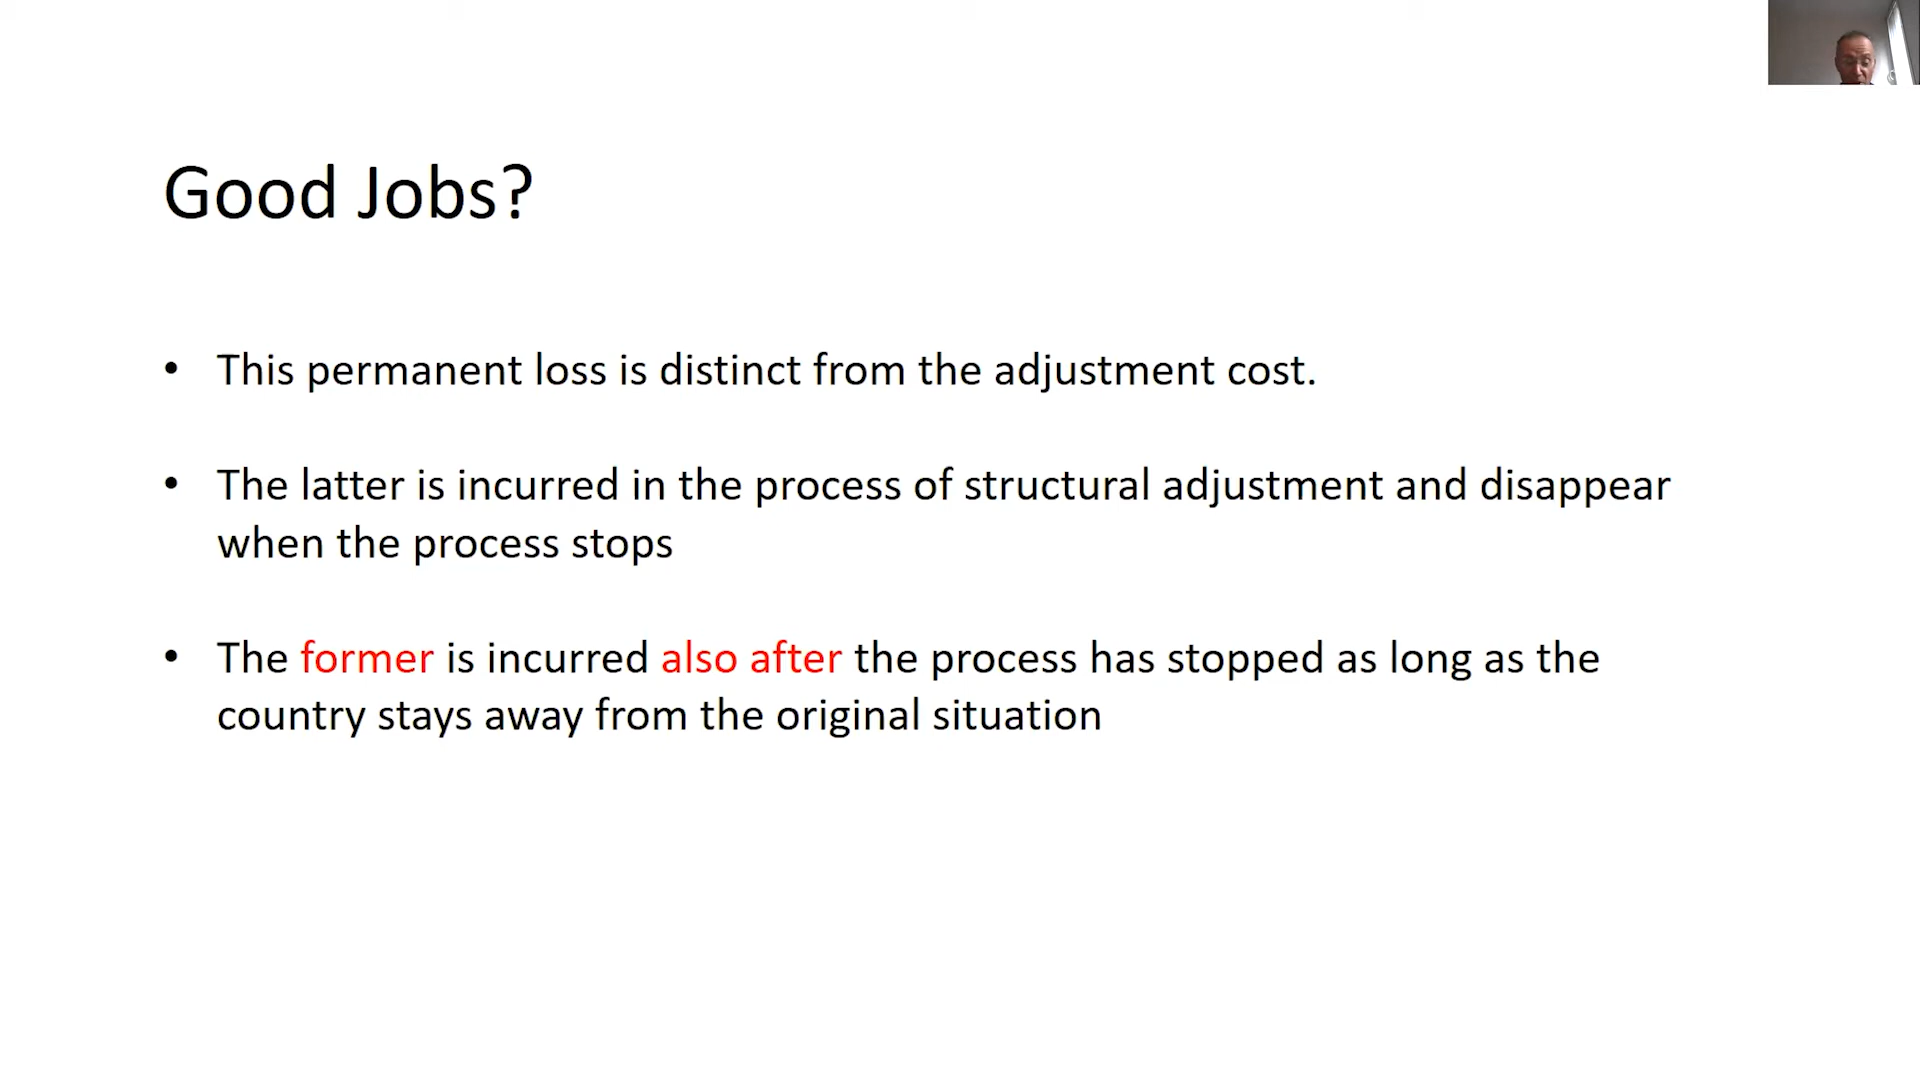 Good Jobs?
• This permanent loss is distinct from the adjustment cost.
• The latter is incurred in the process of structural adjustment and disappear
when the process stops
• The former is incurred also after the process has stopped as long as the
country stays away from the original situation